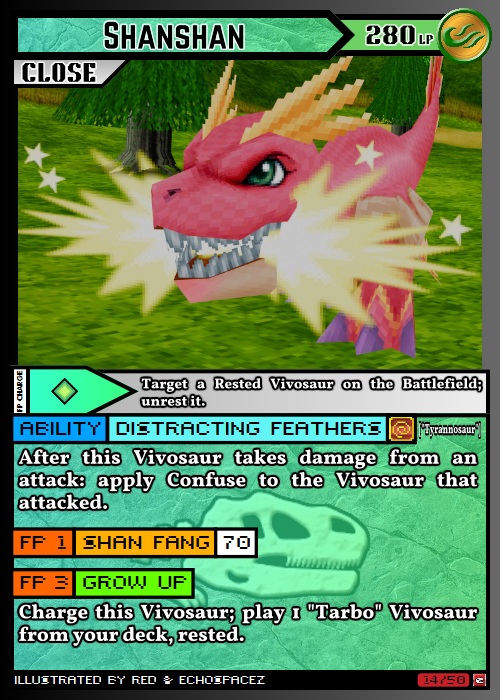 SHANSHAN
280 LP
CLOSE
FP CHARGE
Target a Rested Vivosaur on the Battlefield;
unrest it.
ABILITY DISTRACTING FEATHERS ["Tyrannosaur"]
After this Vivosaur takes damage from an
attack: apply Confuse to the Vivosaur that
attacked.
FP 1 SHAN FANG 70
FP 3 GROW UP
Charge this Vivosaur; play 1 "Tarbo" Vivosaur
from your deck, rested.
ILLUSTRATED BY RED & ECHOSPACEZ 14/50